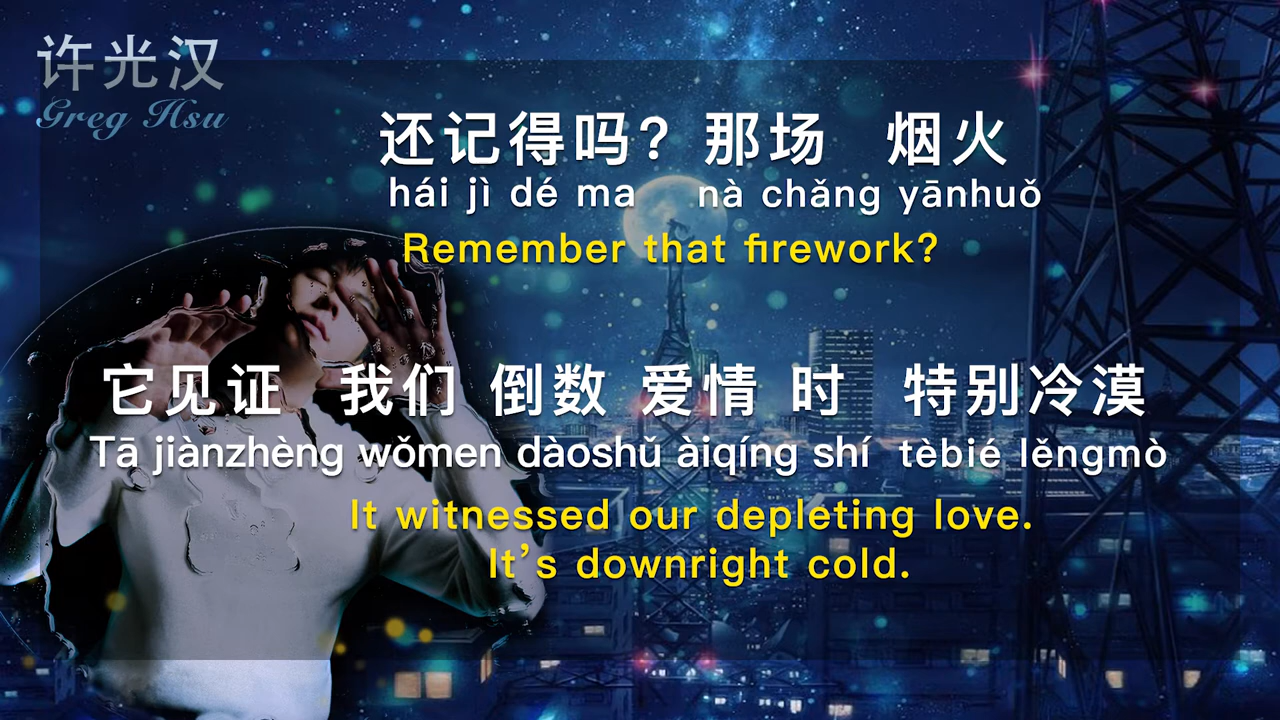 许光汉
Greg Hsu
还记得吗? 那场 烟火
hái jì dé ma nà chǎng yānhuǒ
Remember that firework?
它见证 我们 倒数 爱情 时 特别冷漠
Tā jiànzhèng wǒmen dàoshǔ àiqíng shí tèbié lěngmò
It witnessed our depleting love.
It's downright cold.